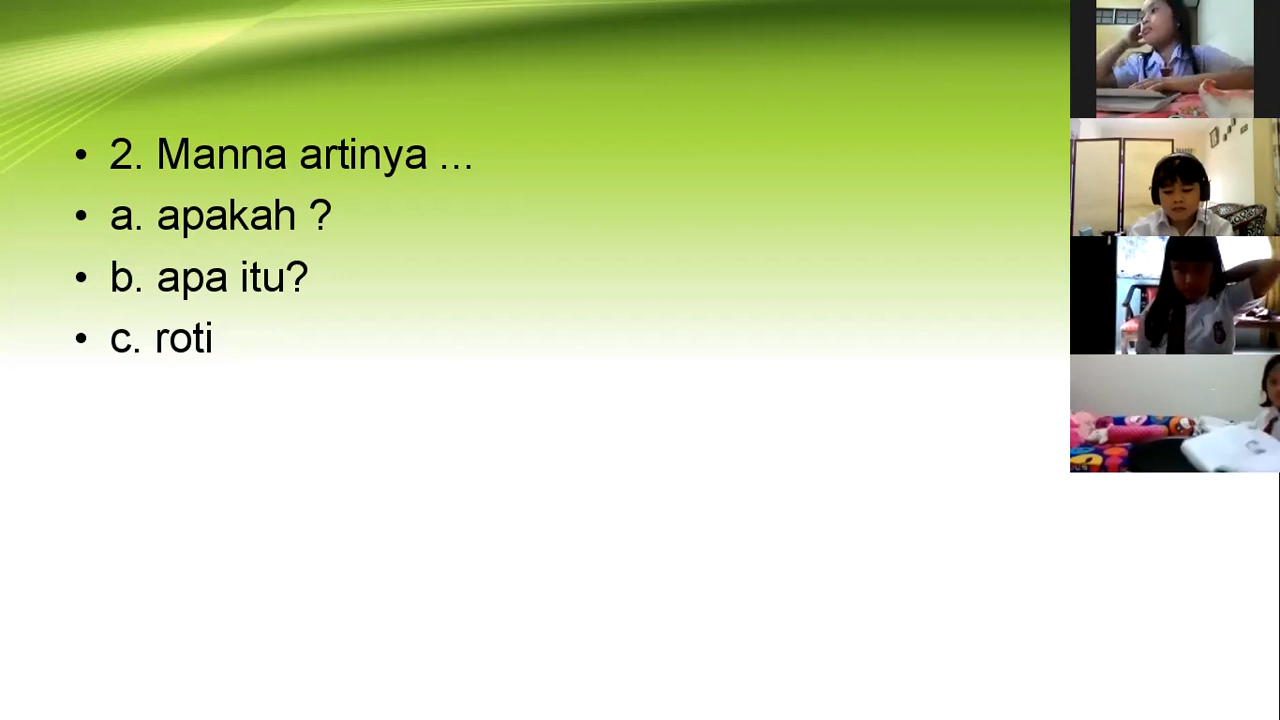 • 2. Manna artinya ...
• a. apakah ?
• b. apa itu?
• c. roti